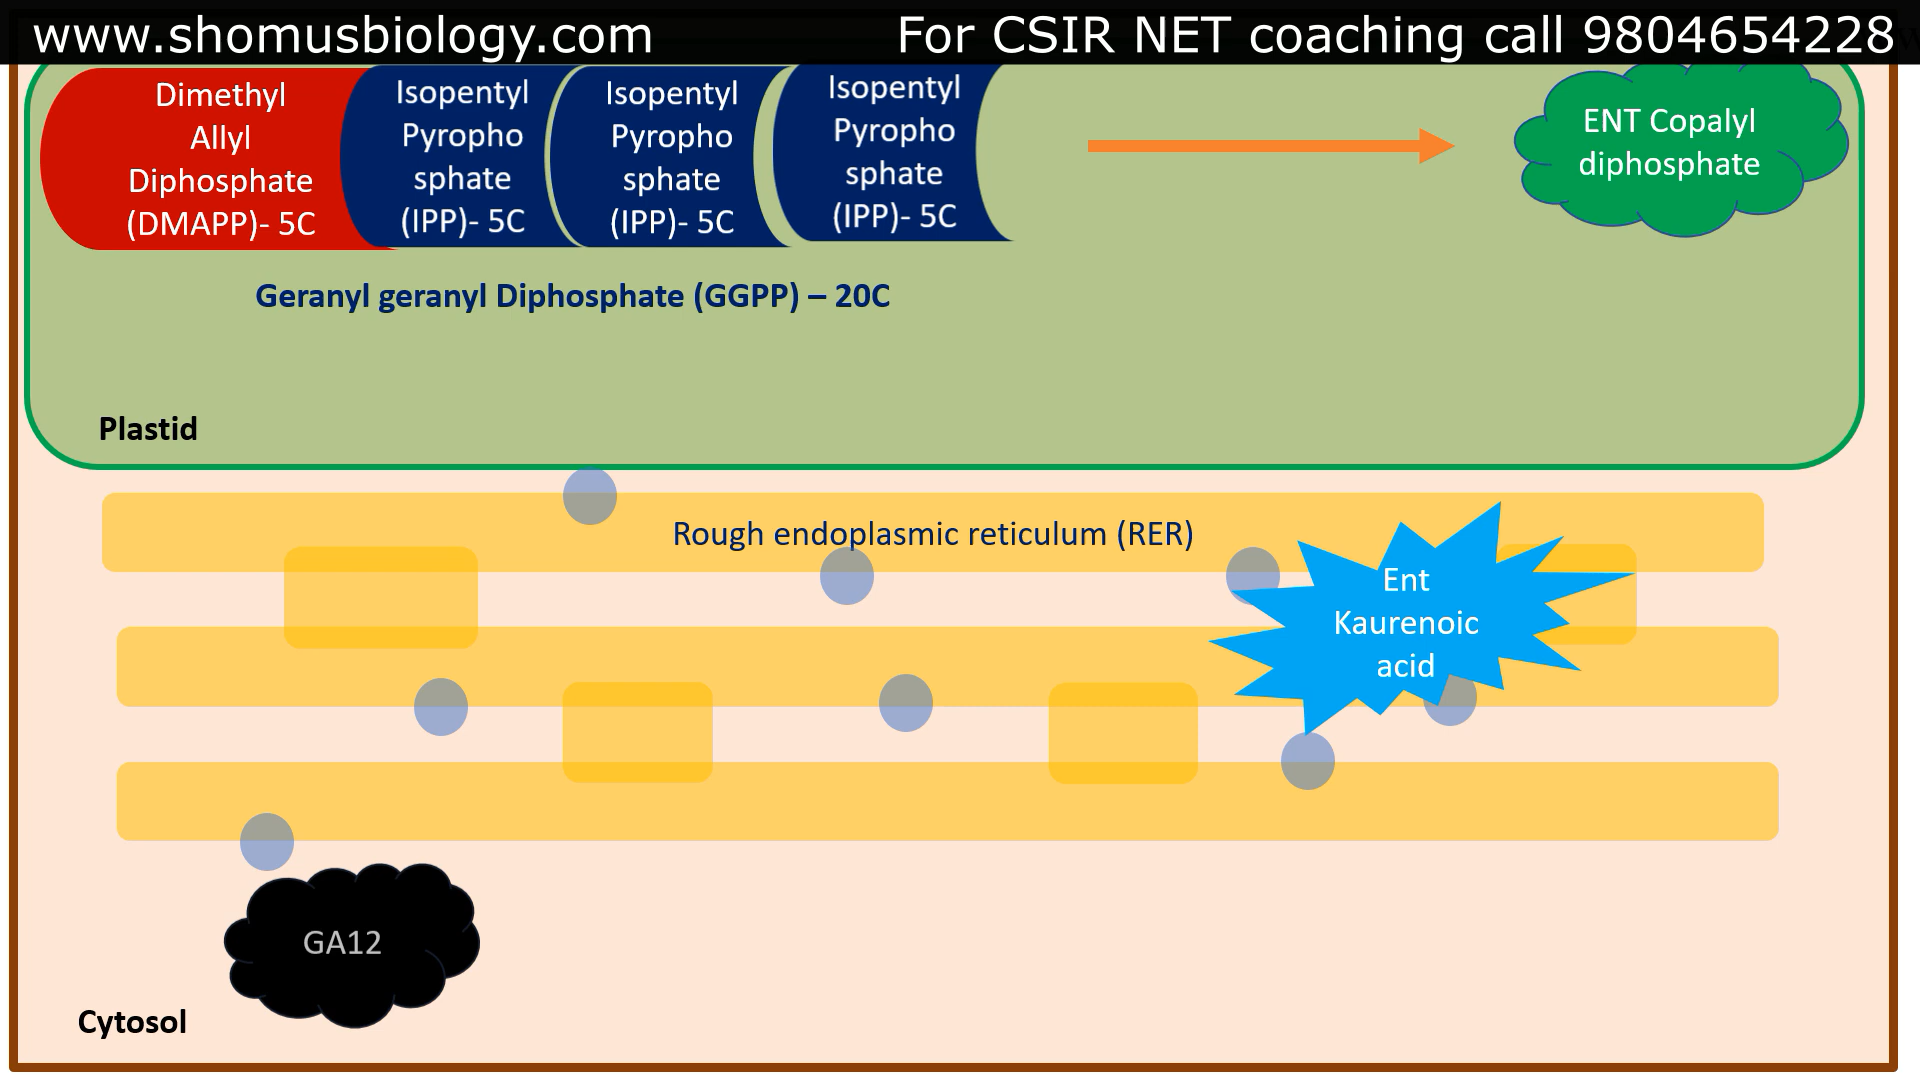 www.shomusbiology.com
For CSIR NET coaching call 9804654228
Dimethyl
Allyl
Diphosphate
(DMAPP)- 5C
Isopentyl
Pyropho
sphate
(IPP)- 5C
Isopentyl
Pyropho
sphate
(IPP)- 5C
Isopentyl
Pyropho
sphate
(IPP)- 5C
ENT Copalyl
diphosphate
Geranyl geranyl Diphosphate (GGPP) – 20C
Plastid
Rough endoplasmic reticulum (RER)
Ent
Kaurenoic
acid
GA12
Cytosol